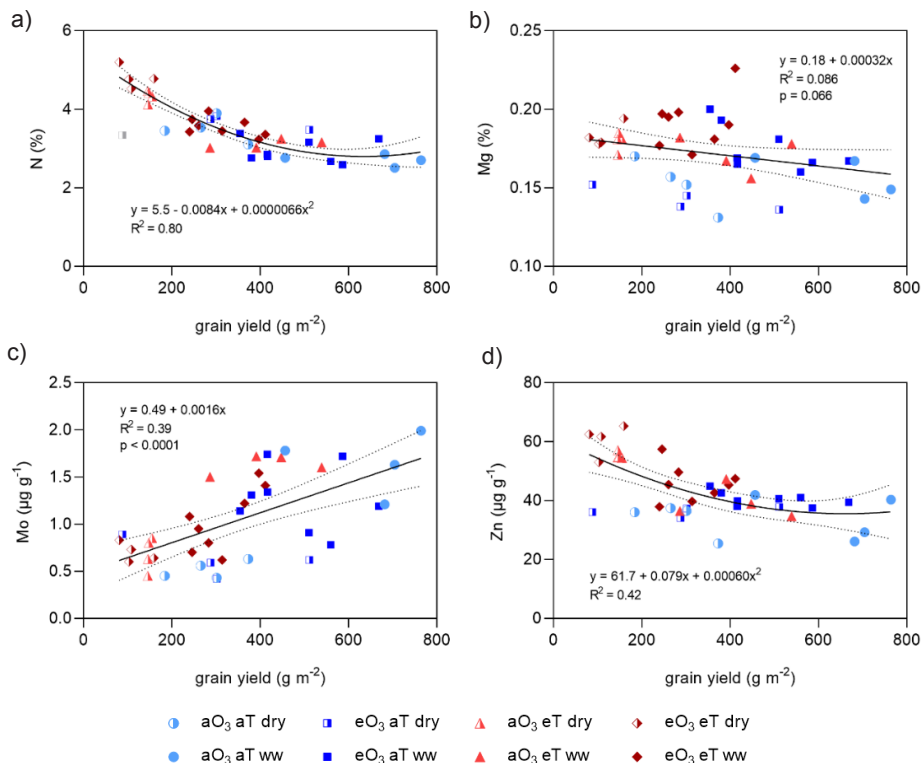 a)
6
4
2
0
N (%)
y = 5.5 - 0.0084x + 0.0000066x²
R² = 0.80
0 200 400 600 800
grain yield (g m⁻²)
b)
0.25
0.20
0.15
0.10
Mg (%)
y = 0.18 + 0.00032x
R² = 0.086
p = 0.066
0 200 400 600 800
grain yield (g m⁻²)
c)
2.5
2.0
1.5
1.0
0.5
0.0
Mo (µg g⁻¹)
y = 0.49 + 0.0016x
R² = 0.39
p < 0.0001
0 200 400 600 800
grain yield (g m⁻²)
d)
80
60
40
20
0
Zn (µg g⁻¹)
y = 61.7 + 0.079x + 0.00060x²
R² = 0.42
0 200 400 600 800
grain yield (g m⁻²)
aO₃ aT dry eO₃ aT dry aO₃ eT dry eO₃ eT dry
aO₃ aT ww eO₃ aT ww aO₃ eT ww eO₃ eT ww